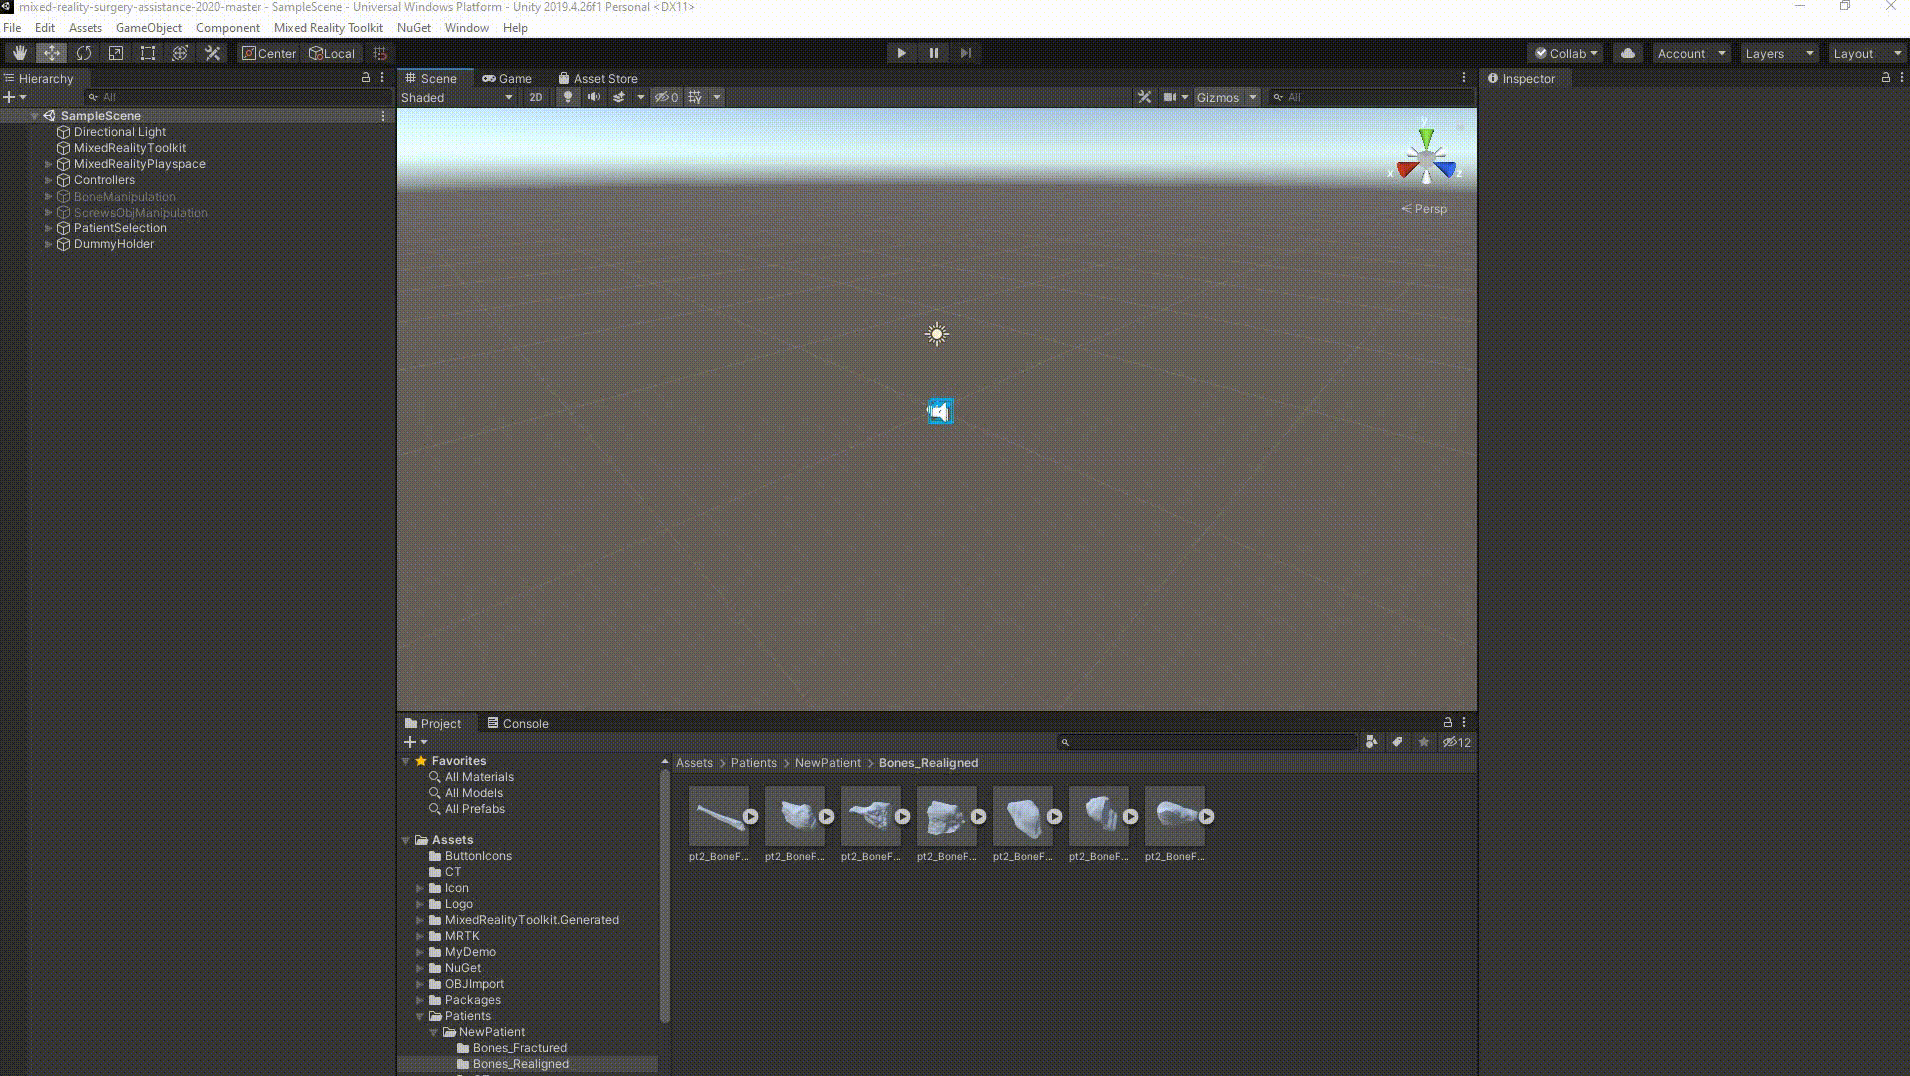 mixed-reality-surgery-assistance-2020-master - SampleScene - Universal Windows Platform - Unity 2019.4.26f1 Personal <DX11>
File Edit Assets GameObject Component Mixed Reality Toolkit NuGet Window Help
Center Local Collab Account Layers Layout
Hierarchy
All
SampleScene
Directional Light
MixedRealityToolkit
MixedRealityPlayspace
Controllers
BoneManipulation
ScrewsObjManipulation
PatientSelection
DummyHolder
Scene Game Asset Store
Shaded 2D 0 Gizmos All
y
x z
Persp
Inspector
Project Console
12
Favorites
All Materials
All Models
All Prefabs
Assets
ButtonIcons
CT
Icon
Logo
MixedRealityToolkit.Generated
MRTK
MyDemo
NuGet
OBJImport
Packages
Patients
NewPatient
Bones_Fractured
Bones_Realigned
Assets > Patients > NewPatient > Bones_Realigned
pt2_BoneF... pt2_BoneF... pt2_BoneF... pt2_BoneF... pt2_BoneF... pt2_BoneF... pt2_BoneF...